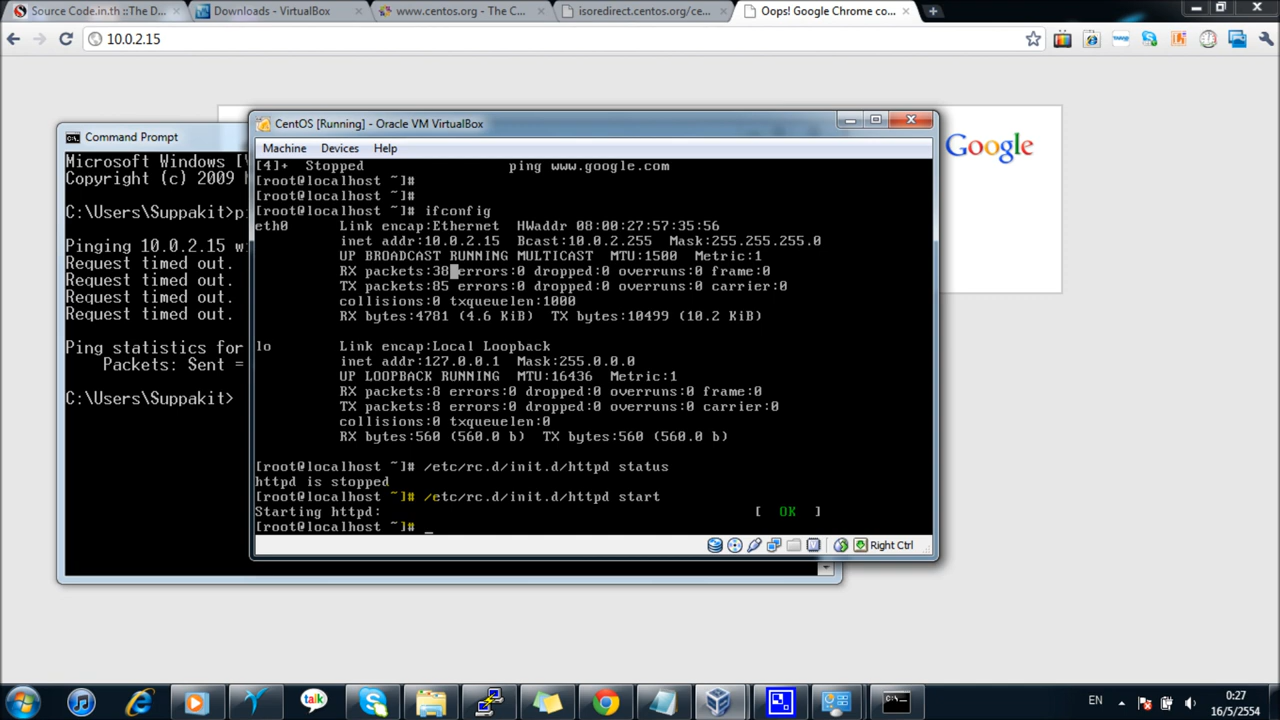 Source Code.in.th ::The D...
Downloads - VirtualBox
www.centos.org - The C...
isoredirect.centos.org/ce...
Oops! Google Chrome co...
10.0.2.15
Google
Command Prompt
Microsoft Windows [
Copyright (c) 2009
C:\Users\Suppakit>p
Pinging 10.0.2.15 w
Request timed out.
Request timed out.
Request timed out.
Request timed out.
Ping statistics for
Packets: Sent =
C:\Users\Suppakit>
CentOS [Running] - Oracle VM VirtualBox
Machine Devices Help
[4]+ Stopped ping www.google.com
[root@localhost ~]#
[root@localhost ~]#
[root@localhost ~]# ifconfig
eth0 Link encap:Ethernet HWaddr 08:00:27:57:35:56
inet addr:10.0.2.15 Bcast:10.0.2.255 Mask:255.255.255.0
UP BROADCAST RUNNING MULTICAST MTU:1500 Metric:1
RX packets:38 errors:0 dropped:0 overruns:0 frame:0
TX packets:85 errors:0 dropped:0 overruns:0 carrier:0
collisions:0 txqueuelen:1000
RX bytes:4781 (4.6 KiB) TX bytes:10499 (10.2 KiB)
lo Link encap:Local Loopback
inet addr:127.0.0.1 Mask:255.0.0.0
UP LOOPBACK RUNNING MTU:16436 Metric:1
RX packets:8 errors:0 dropped:0 overruns:0 frame:0
TX packets:8 errors:0 dropped:0 overruns:0 carrier:0
collisions:0 txqueuelen:0
RX bytes:560 (560.0 b) TX bytes:560 (560.0 b)
[root@localhost ~]# /etc/rc.d/init.d/httpd status
httpd is stopped
[root@localhost ~]# /etc/rc.d/init.d/httpd start
Starting httpd: [ OK ]
[root@localhost ~]# _
Right Ctrl
talk
EN
0:27
16/5/2554